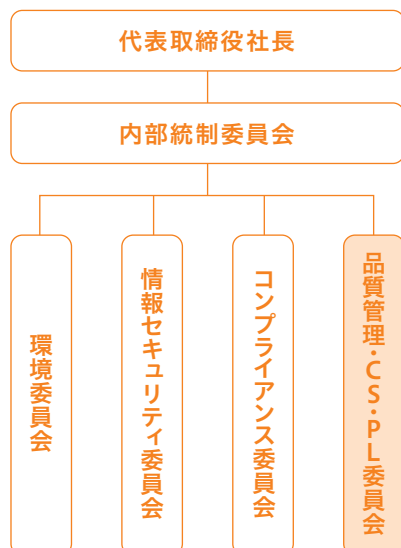 代表取締役社長
内部統制委員会
環境委員会
情報セキュリティ委員会
コンプライアンス委員会
品質管理・CS・PL委員会